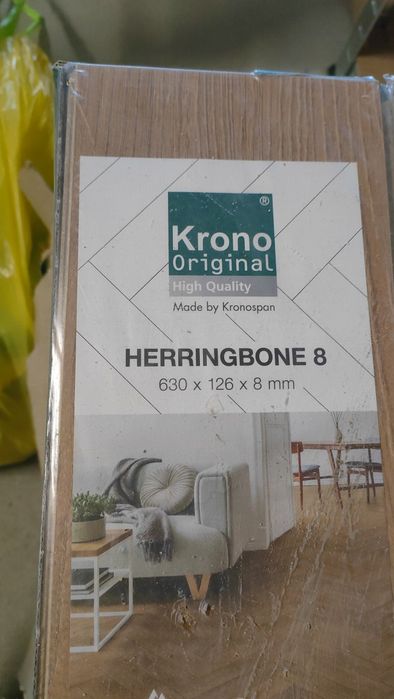 ®
Krono
Original
High Quality
Made by Kronospan
HERRINGBONE 8
630 x 126 x 8 mm